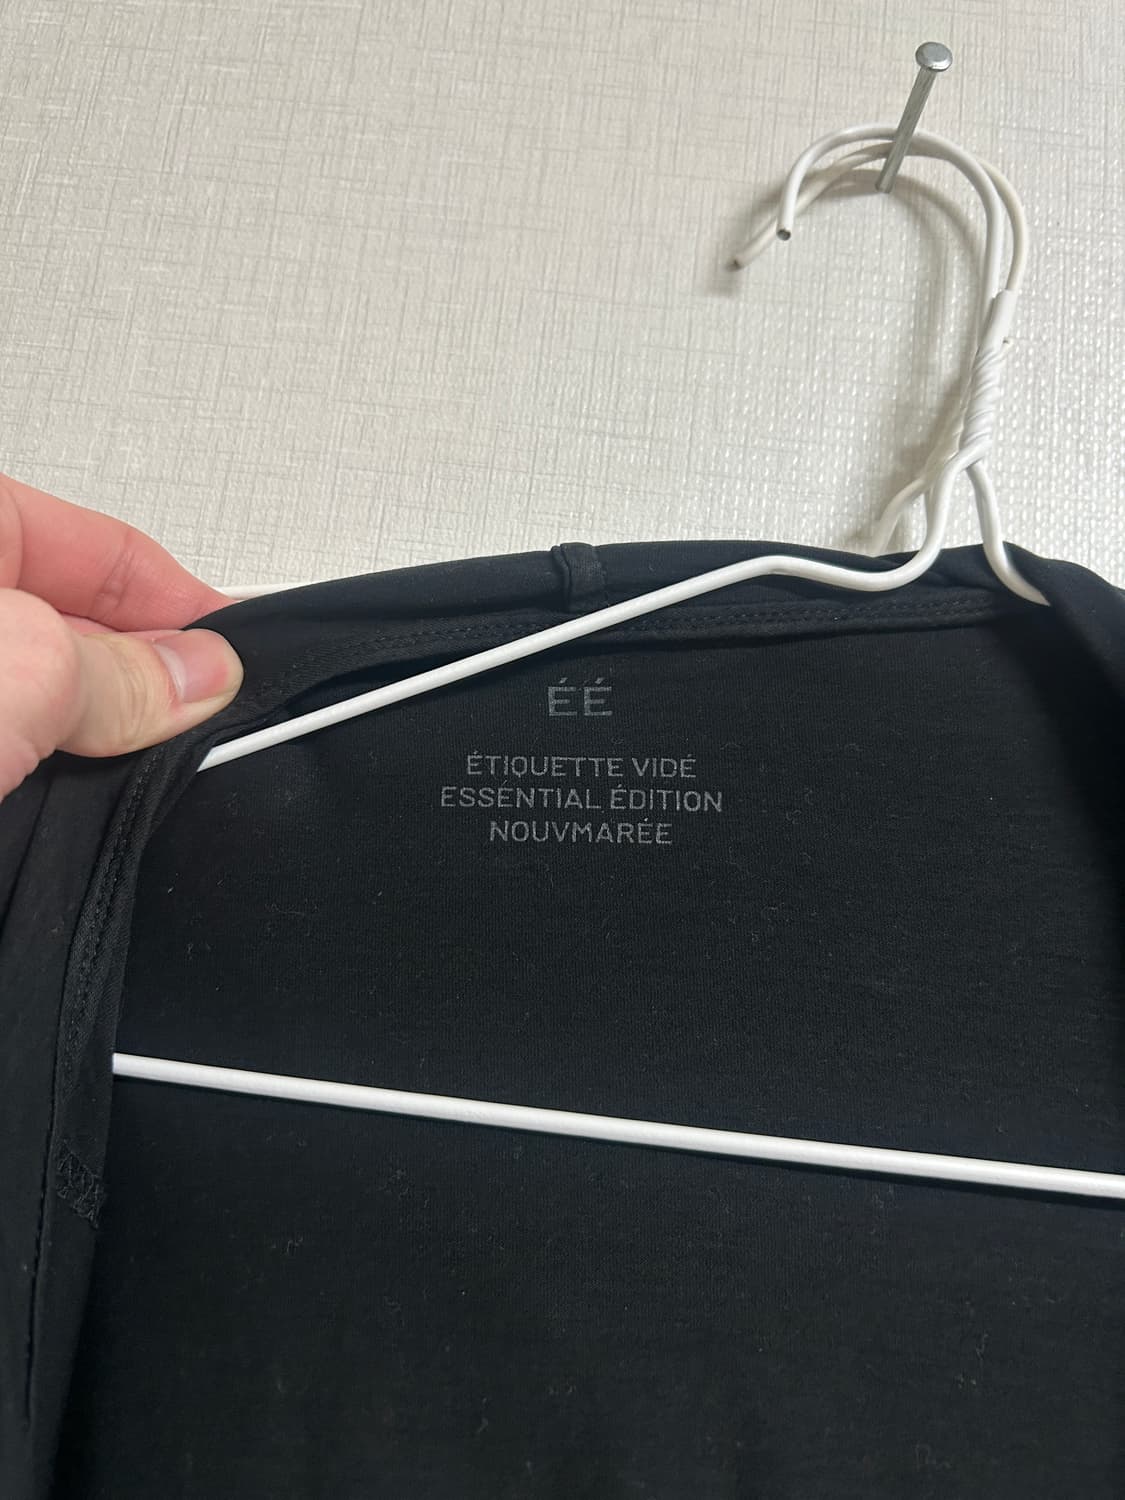 ÉÉ
ÉTIQUETTE VIDÉ
ESSÉNTIAL ÉDITION
NOUVMARÉE